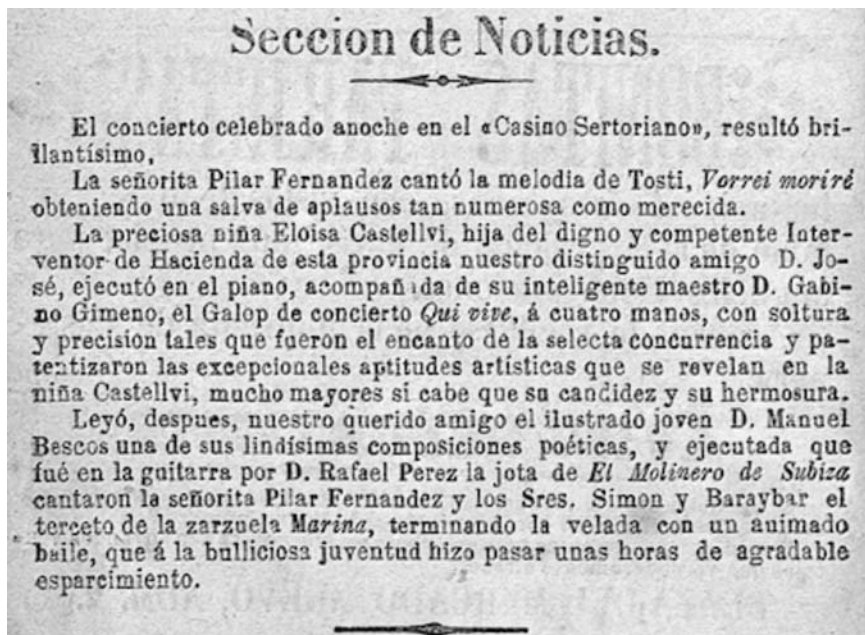 Seccion de Noticias.
El concierto celebrado anoche en el «Casino Sertoriano», resultó bri-
llantísimo.
La señorita Pilar Fernandez cantó la melodia de Tosti, Vorrei moriré
obteniendo una salva de aplausos tan numerosa como merecida.
La preciosa niña Eloisa Castellvi, hija del digno y competente Inter-
ventor de Hacienda de esta provincia nuestro distinguido amigo D. Jo-
sé, ejecutó en el piano, acompañada de su inteligente maestro D. Gabi-
no Gimeno, el Galop de concierto Qui vive, á cuatro manos, con soltura
y precision tales que fueron el encanto de la selecta concurrencia y pa-
tentizaron las excepcionales aptitudes artísticas que se revelan en la
niña Castellvi, mucho mayores si cabe que su candidez y su hermosura.
Leyó, despues, nuestro querido amigo el ilustrado joven D. Manuel
Bescos una de sus lindísimas composiciones poéticas, y ejecutada que
fué en la guitarra por D. Rafael Perez la jota de El Molinero de Subiza
cantaron la señorita Pilar Fernandez y los Sres. Simon y Baraybar el
terceto de la zarzuela Marina, terminando la velada con un animado
baile, que á la bulliciosa juventud hizo pasar unas horas de agradable
esparcimiento.